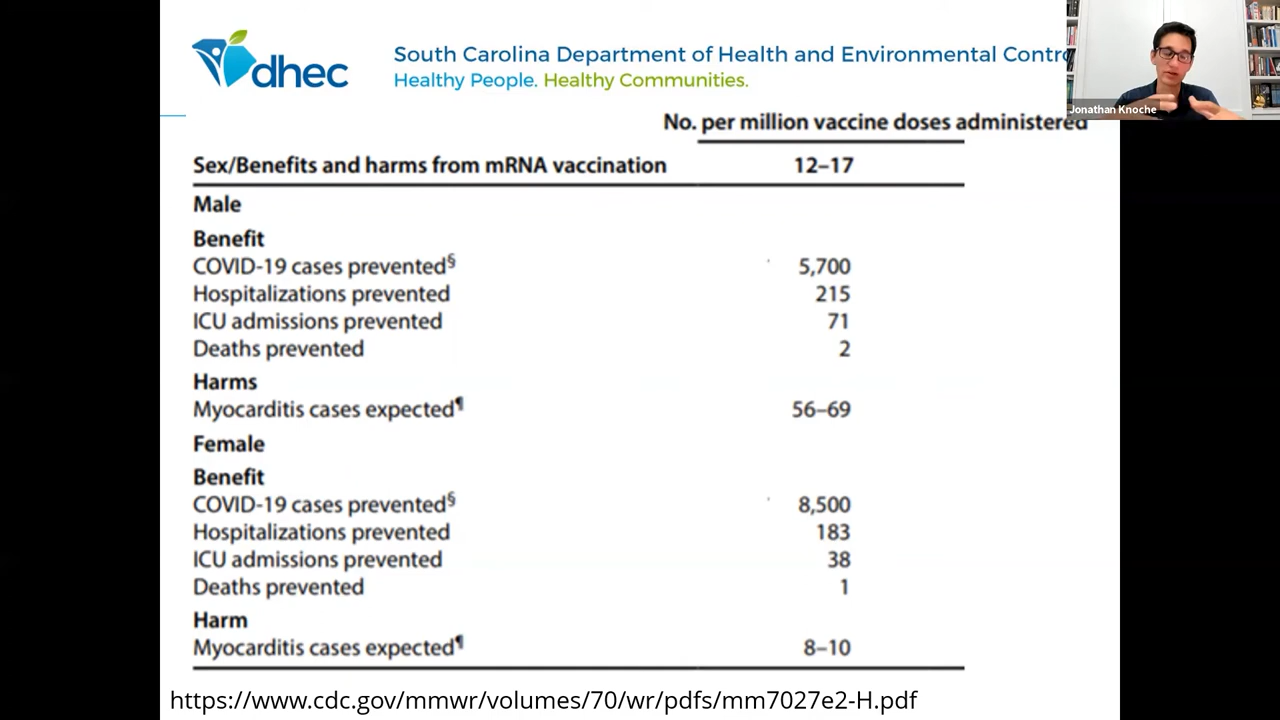 dhec
South Carolina Department of Health and Environmental Contro
Healthy People. Healthy Communities.
Jonathan Knoche
No. per million vaccine doses administered
Sex/Benefits and harms from mRNA vaccination 12–17
Male
Benefit
COVID-19 cases prevented§ 5,700
Hospitalizations prevented 215
ICU admissions prevented 71
Deaths prevented 2
Harms
Myocarditis cases expected¶ 56–69
Female
Benefit
COVID-19 cases prevented§ 8,500
Hospitalizations prevented 183
ICU admissions prevented 38
Deaths prevented 1
Harm
Myocarditis cases expected¶ 8–10
https://www.cdc.gov/mmwr/volumes/70/wr/pdfs/mm7027e2-H.pdf